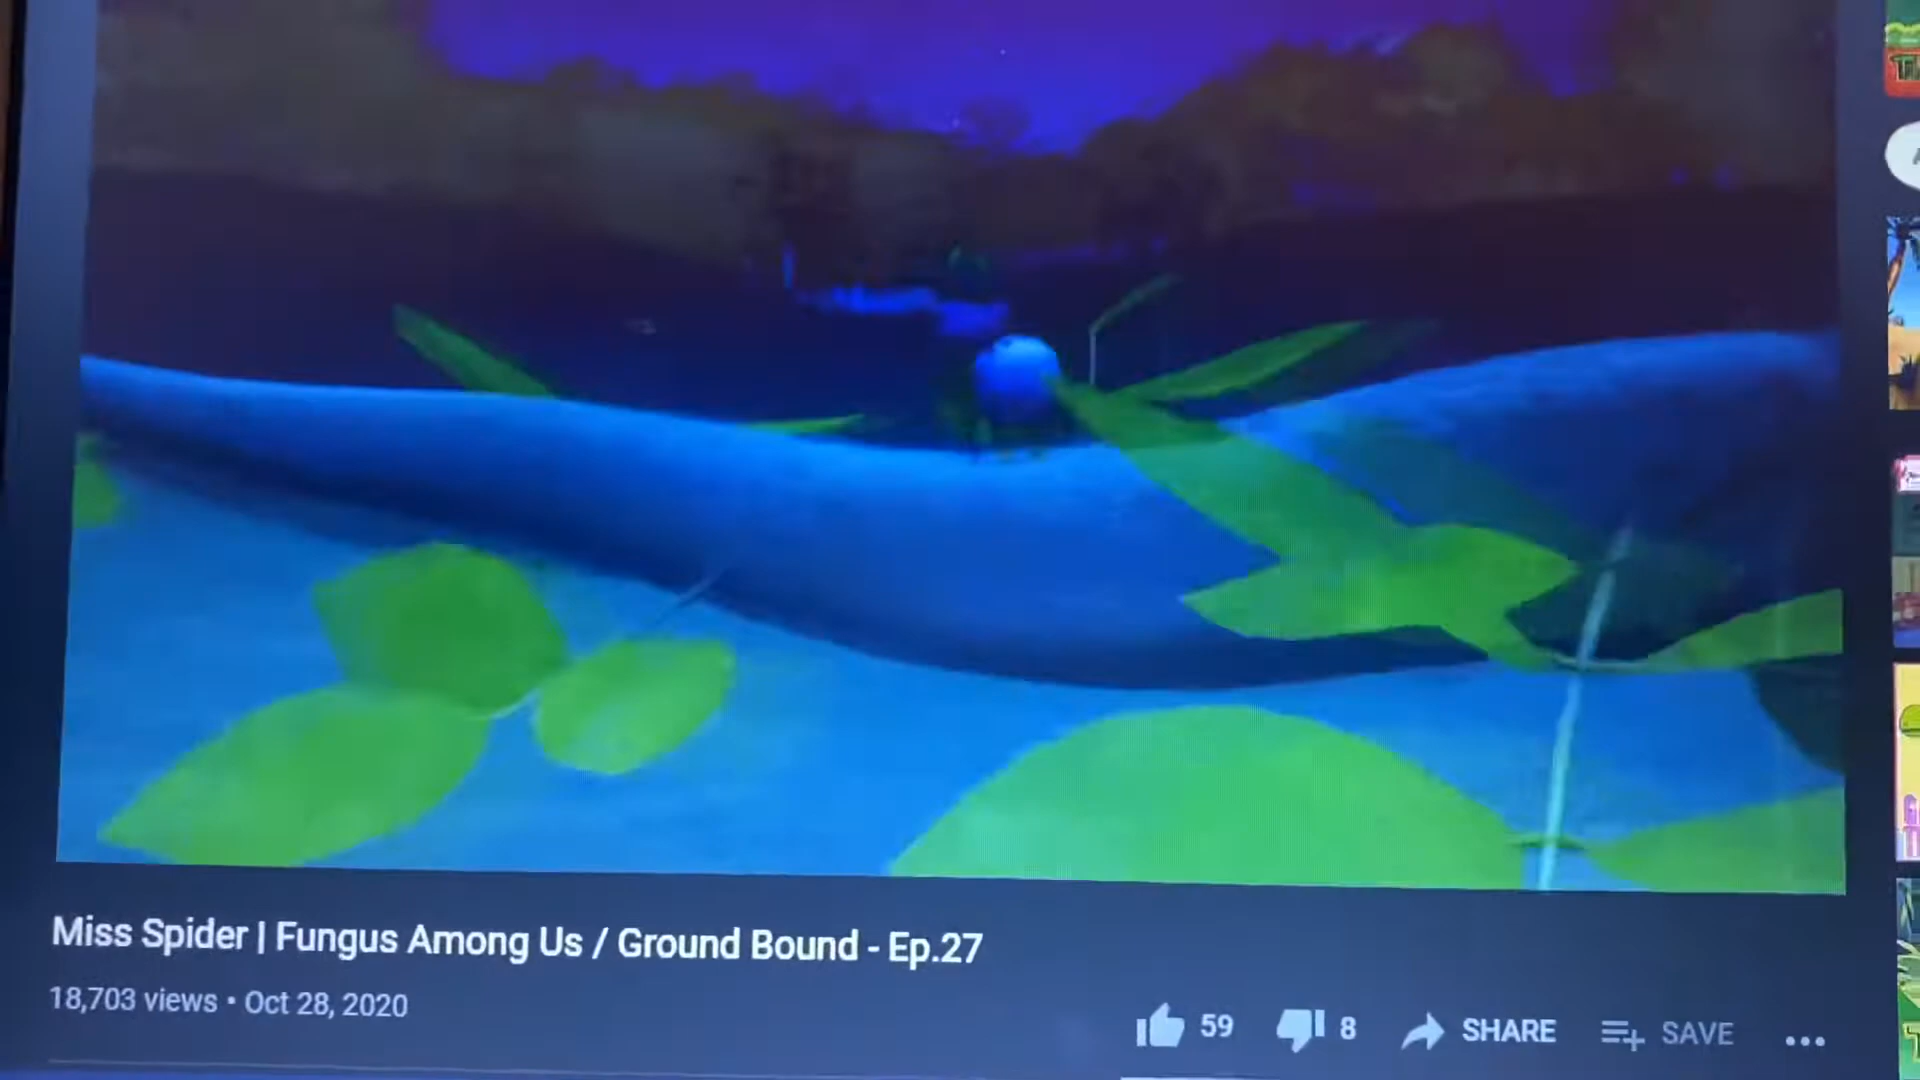 Miss Spider | Fungus Among Us / Ground Bound - Ep.27
18,703 views • Oct 28, 2020
59
8
SHARE
SAVE